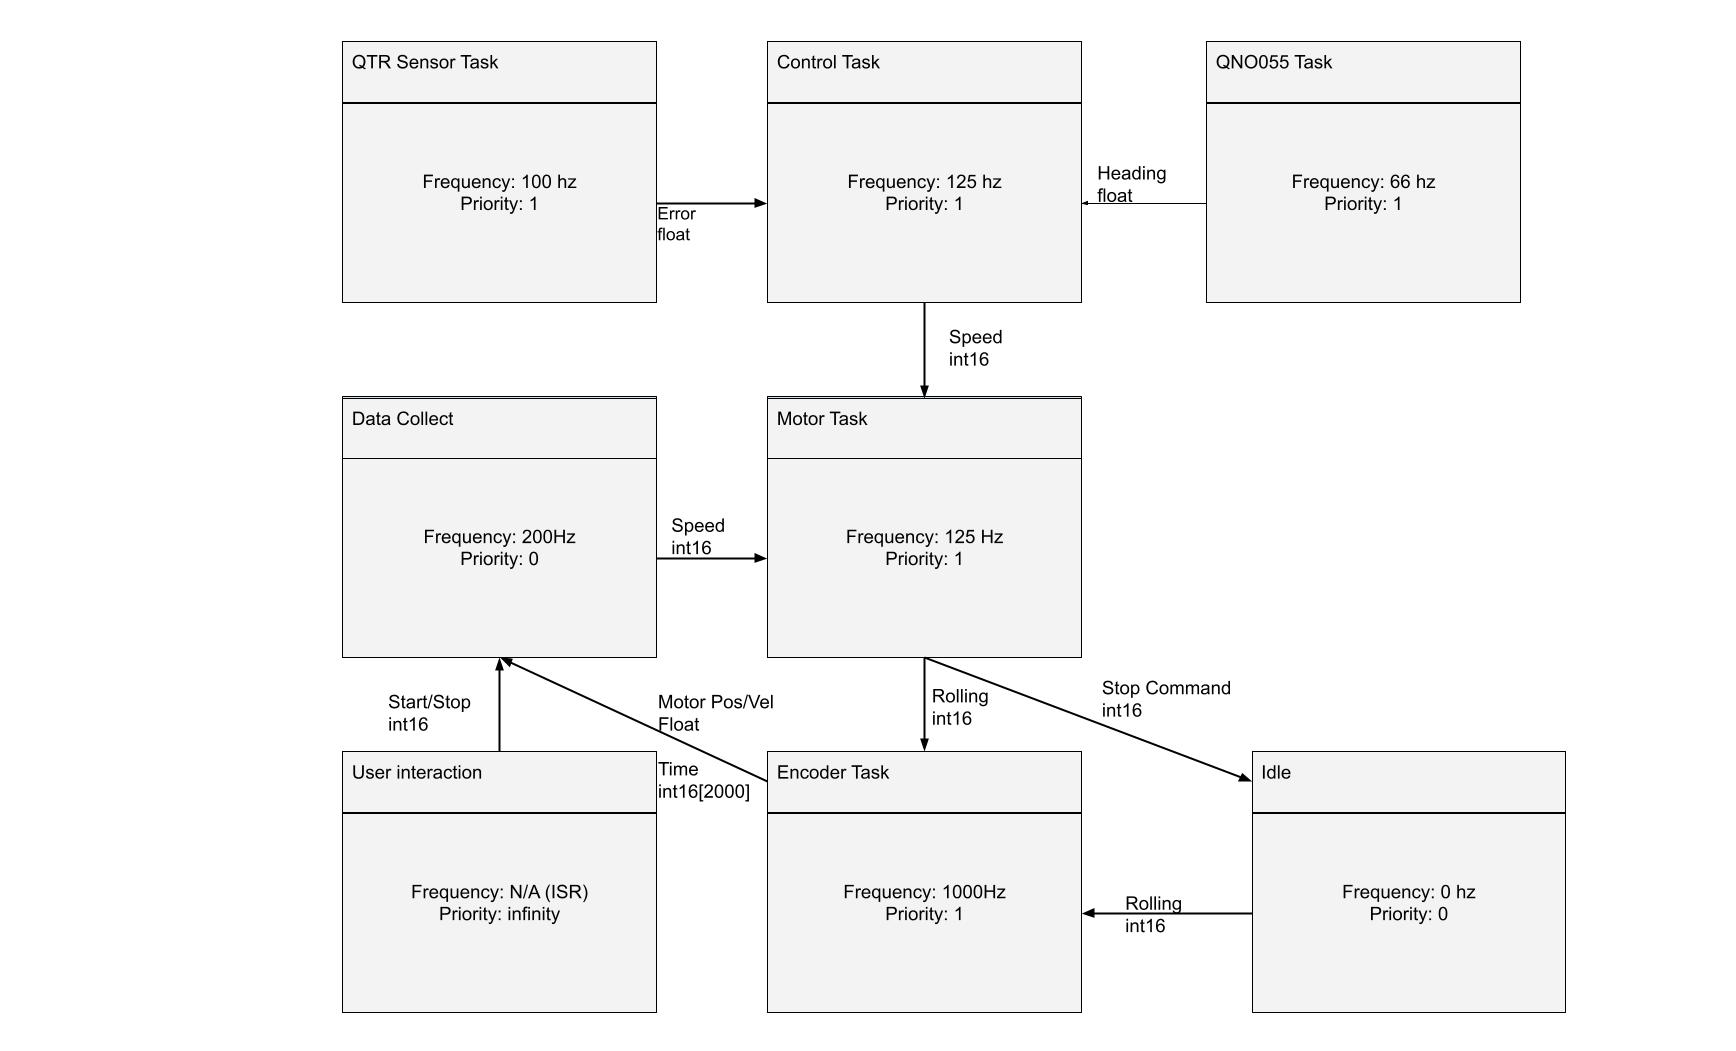 QTR Sensor Task
Frequency: 100 hz
Priority: 1
Error
float
Control Task
Frequency: 125 hz
Priority: 1
Heading
float
QNO055 Task
Frequency: 66 hz
Priority: 1
Speed
int16
Data Collect
Frequency: 200Hz
Priority: 0
Speed
int16
Motor Task
Frequency: 125 Hz
Priority: 1
Start/Stop
int16
Motor Pos/Vel
Float
Time
int16[2000]
Rolling
int16
Stop Command
int16
User interaction
Frequency: N/A (ISR)
Priority: infinity
Encoder Task
Frequency: 1000Hz
Priority: 1
Rolling
int16
Idle
Frequency: 0 hz
Priority: 0